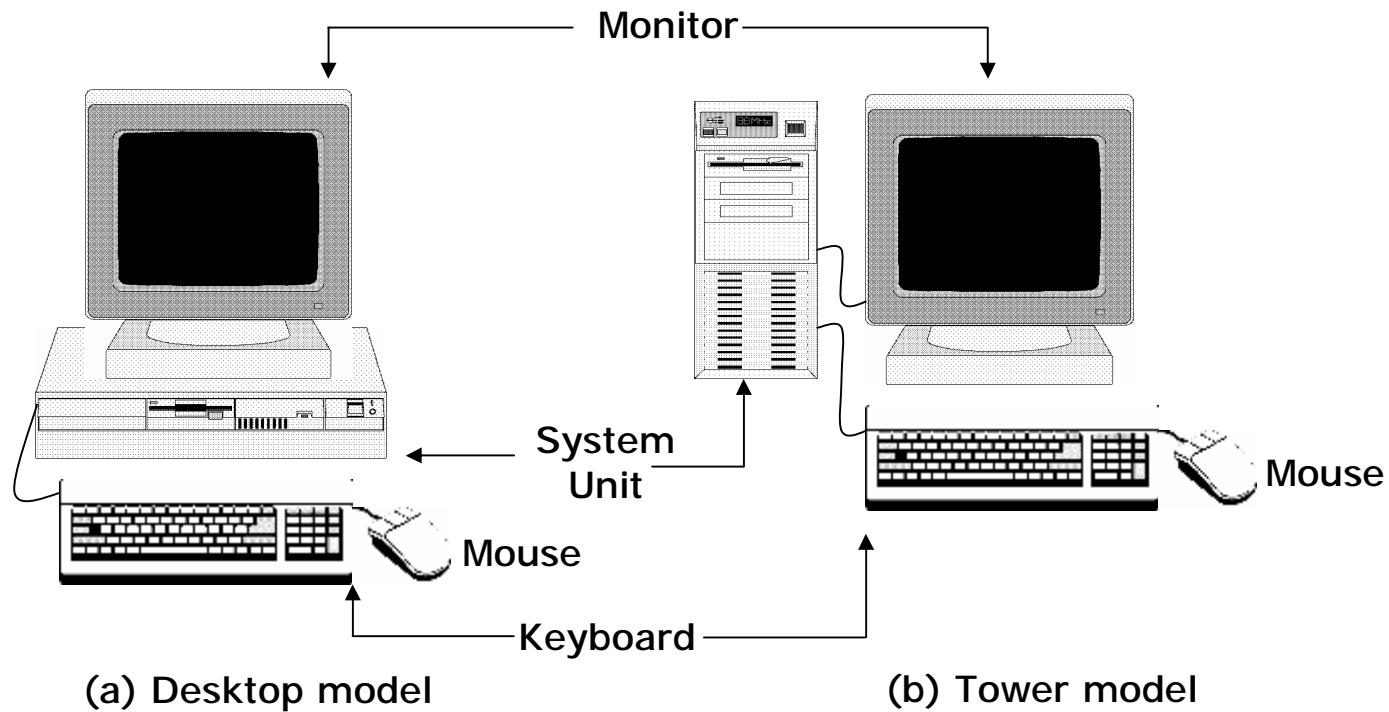 Monitor
System
Unit
Mouse
Mouse
Keyboard
(a) Desktop model
(b) Tower model